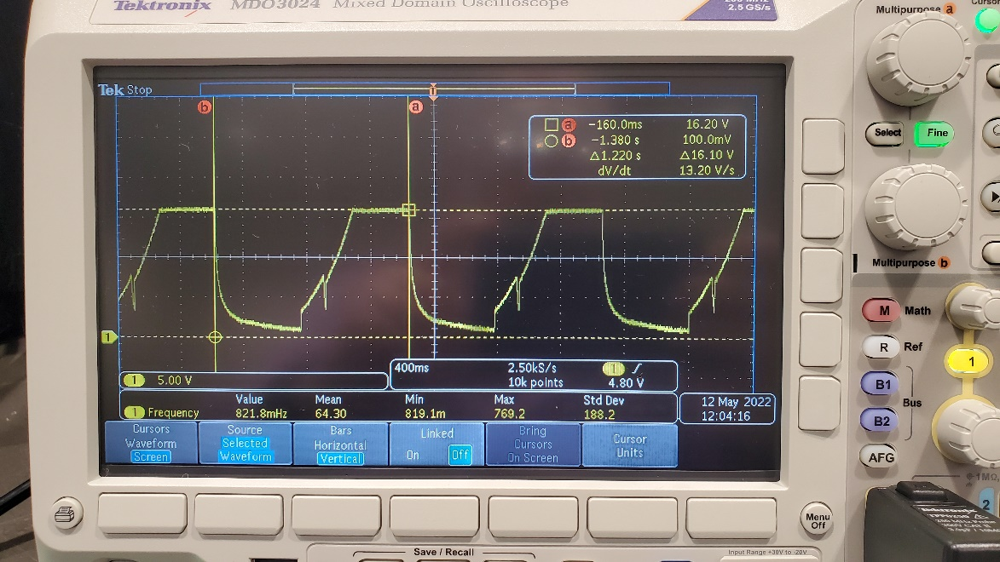 Tektronix MDO3024 Mixed Domain Oscilloscope
2.5 GS/s
Multipurpose a
Tek Stop
T
b
a
a -160.0ms 16.20 V
b -1.380 s 100.0mV
Δ1.220 s Δ16.10 V
dV/dt 13.20 V/s
Select
Fine
Multipurpose b
1
1 5.00 V
400ms 2.50kS/s 1
10k points 4.80 V
Value Mean Min Max Std Dev
1 Frequency 821.8mHz 64.30 819.1m 769.2 188.2
12 May 2022
12:04:16
Cursors
Waveform
Screen
Source
Selected
Waveform
Bars
Horizontal
Vertical
Linked
On Off
Bring
Cursors
On Screen
Cursor
Units
M Math
R Ref
B1
B2
Bus
AFG
1
2
1MΩ,
Menu
Off
Save / Recall
Input Range +30V to -20V
Tektronix